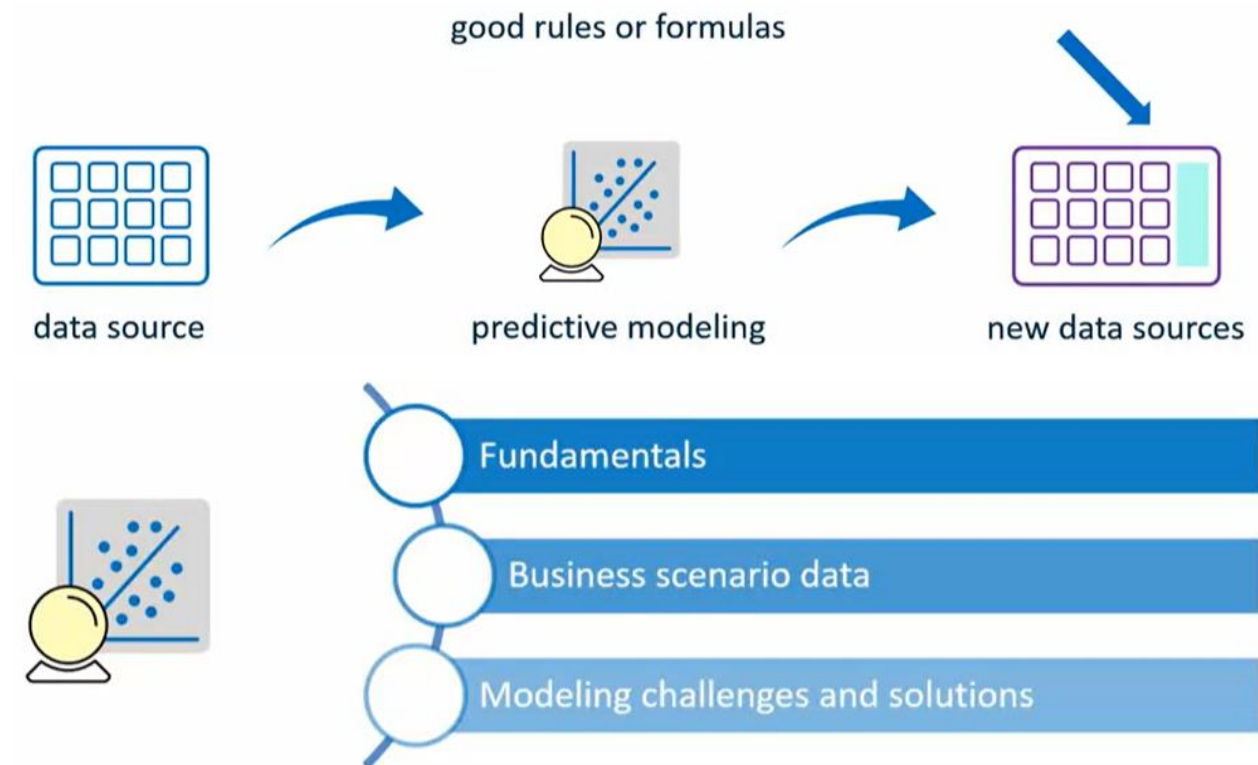 good rules or formulas
data source
predictive modeling
new data sources
Fundamentals
Business scenario data
Modeling challenges and solutions